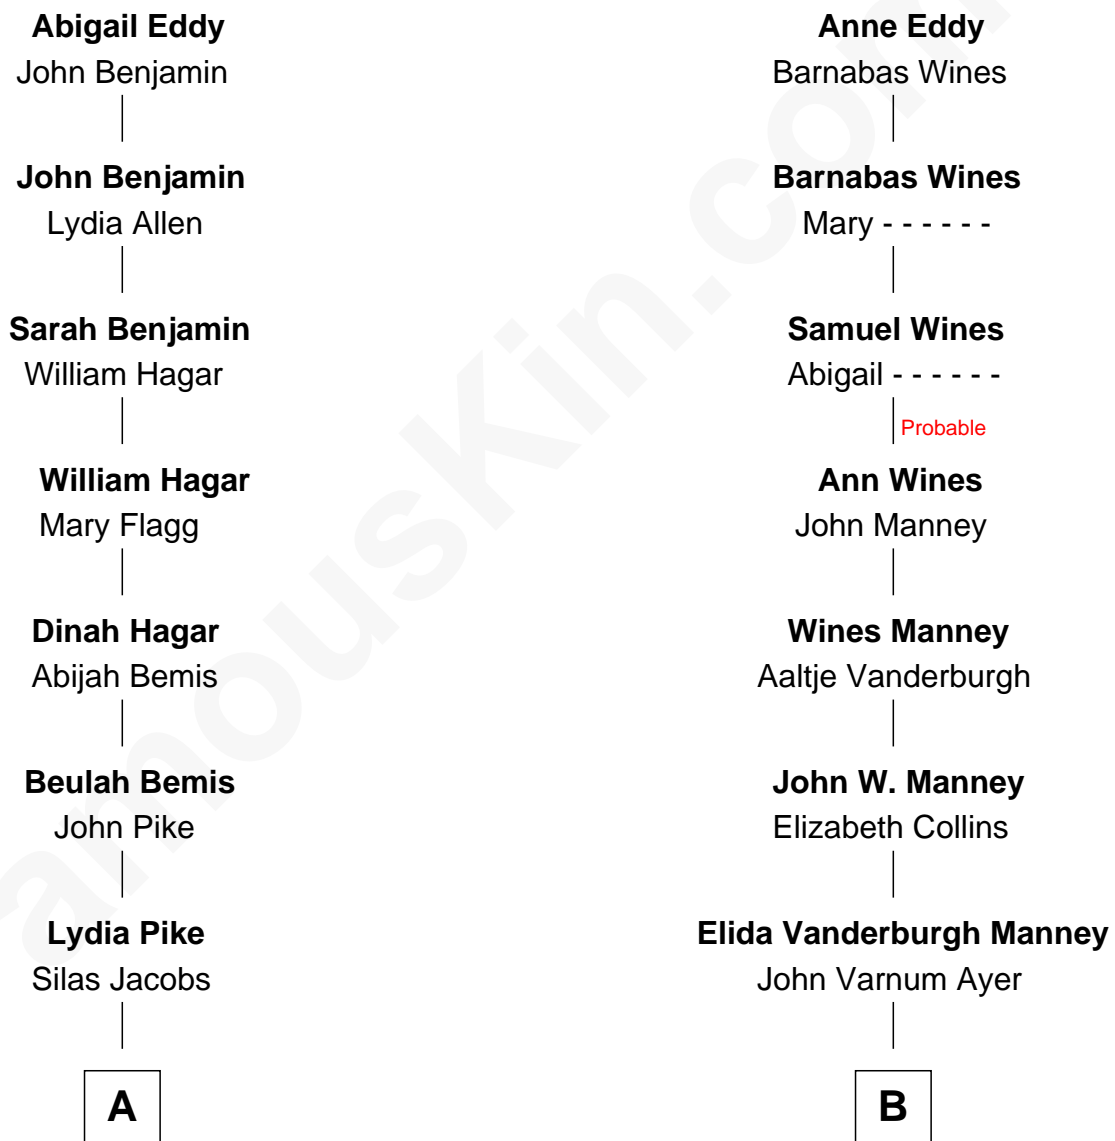 Abigail Eddy
John Benjamin
John Benjamin
Lydia Allen
Sarah Benjamin
William Hagar
William Hagar
Mary Flagg
Dinah Hagar
Abijah Bemis
Beulah Bemis
John Pike
Lydia Pike
Silas Jacobs
A
Anne Eddy
Barnabas Wines
Barnabas Wines
Mary - - - - - -
Samuel Wines
Abigail - - - - - -
Probable
Ann Wines
John Manney
Wines Manney
Aaltje Vanderburgh
John W. Manney
Elizabeth Collins
Elida Vanderburgh Manney
John Varnum Ayer
B
amousKin.com